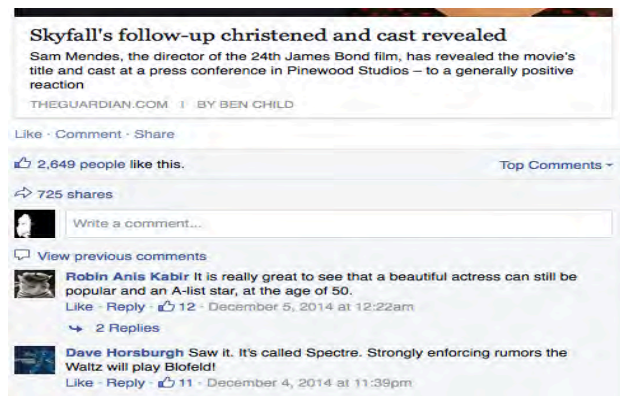 Skyfall's follow-up christened and cast revealed
Sam Mendes, the director of the 24th James Bond film, has revealed the movie's
title and cast at a press conference in Pinewood Studios – to a generally positive
reaction
THEGUARDIAN.COM | BY BEN CHILD
Like · Comment · Share
2,649 people like this.
Top Comments
725 shares
Write a comment...
View previous comments
Robin Anis Kabir It is really great to see that a beautiful actress can still be
popular and an A-list star, at the age of 50.
Like · Reply · 12 · December 5, 2014 at 12:22am
2 Replies
Dave Horsburgh Saw it. It's called Spectre. Strongly enforcing rumors the
Waltz will play Blofeld!
Like · Reply · 11 · December 4, 2014 at 11:39pm